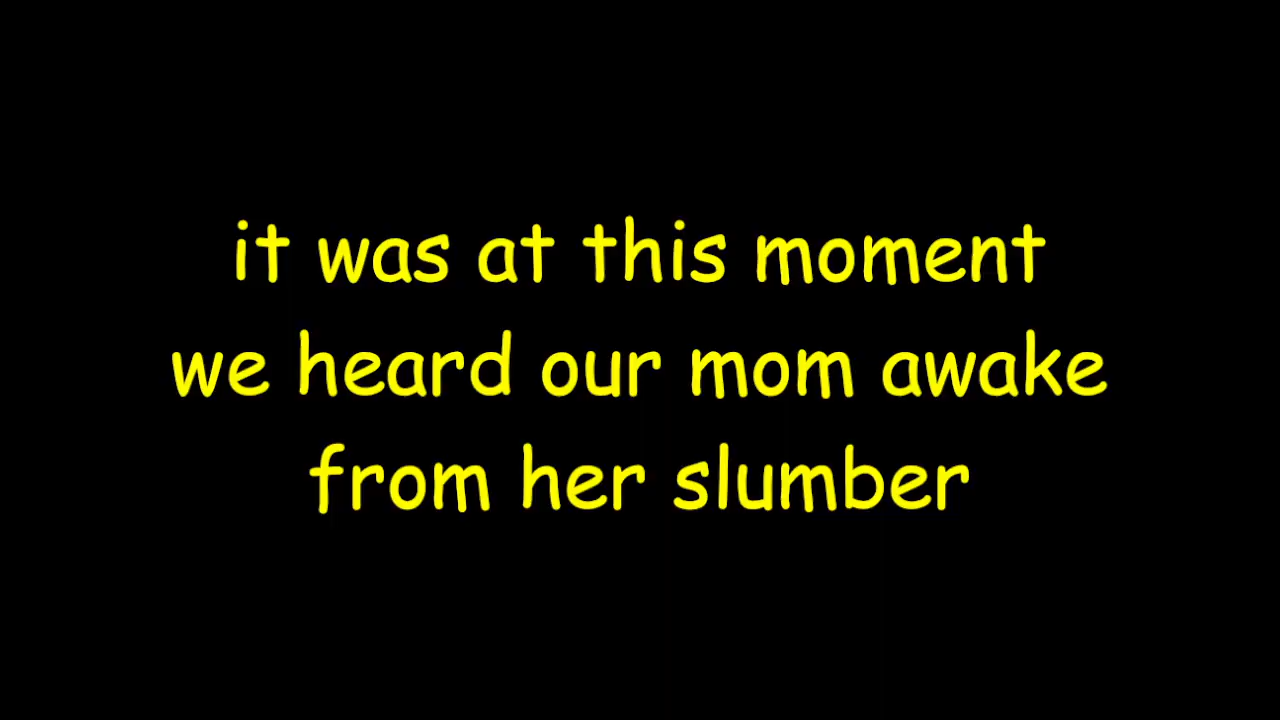 it was at this moment
we heard our mom awake
from her slumber